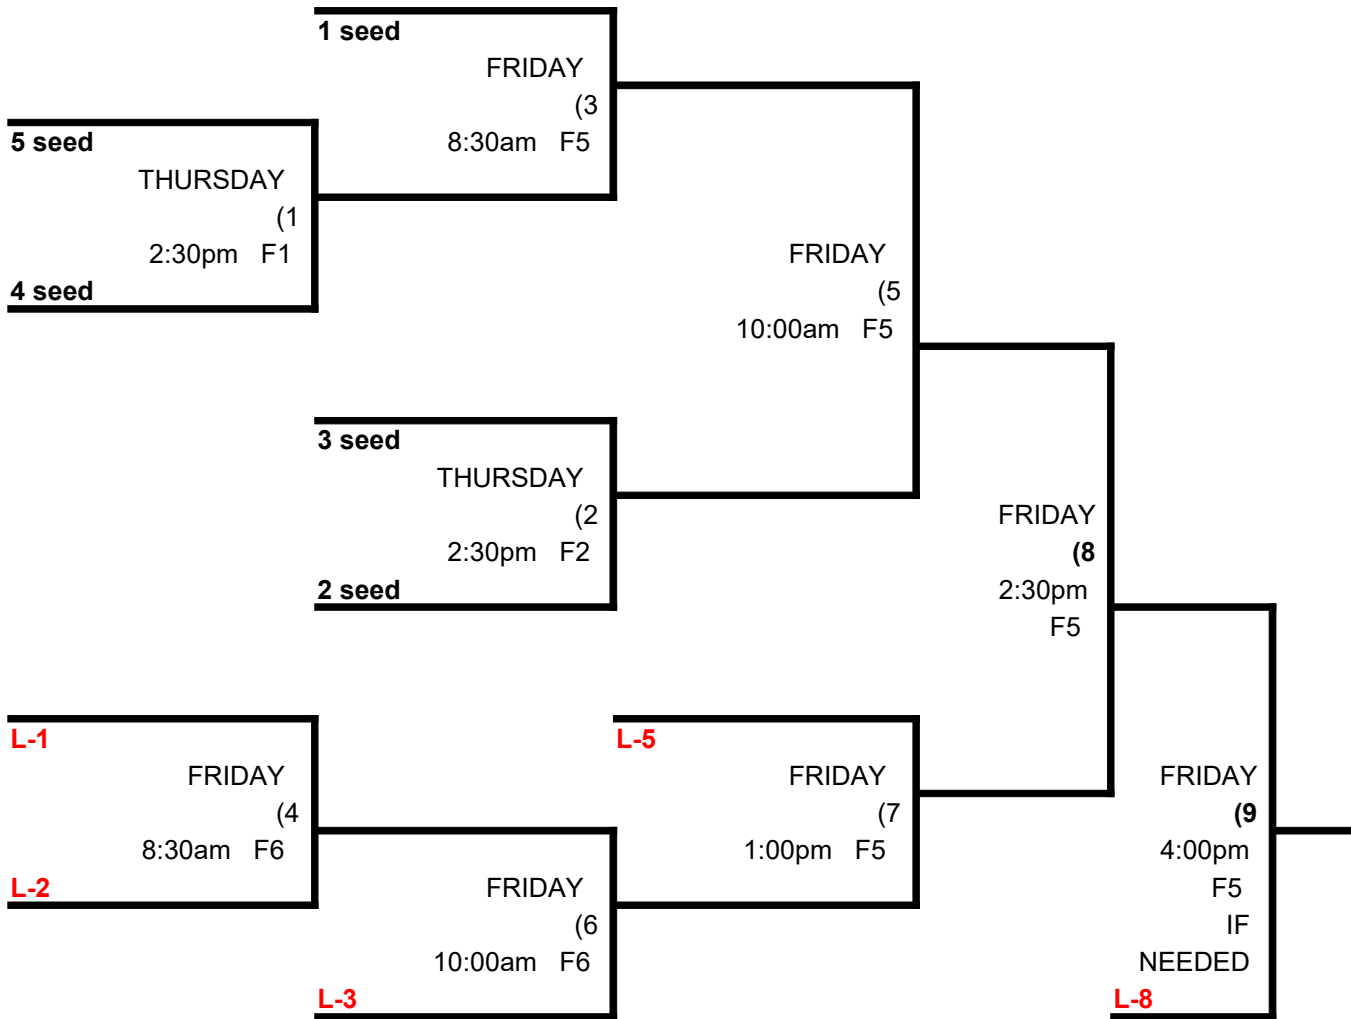 1 seed
FRIDAY
(3
8:30am F5
5 seed
THURSDAY
(1
2:30pm F1
4 seed
FRIDAY
(5
10:00am F5
3 seed
THURSDAY
(2
2:30pm F2
2 seed
FRIDAY
(8
2:30pm
F5
L-1
FRIDAY
(4
8:30am F6
L-2
L-5
FRIDAY
(7
1:00pm F5
FRIDAY
(6
10:00am F6
L-3
FRIDAY
(9
4:00pm
F5
IF
NEEDED
L-8